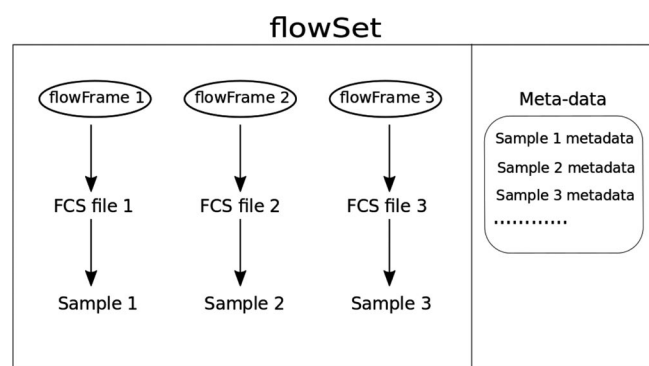 flowSet
flowFrame 1 flowFrame 2 flowFrame 3
FCS file 1 FCS file 2 FCS file 3
Sample 1 Sample 2 Sample 3
Meta-data
Sample 1 metadata
Sample 2 metadata
Sample 3 metadata
............